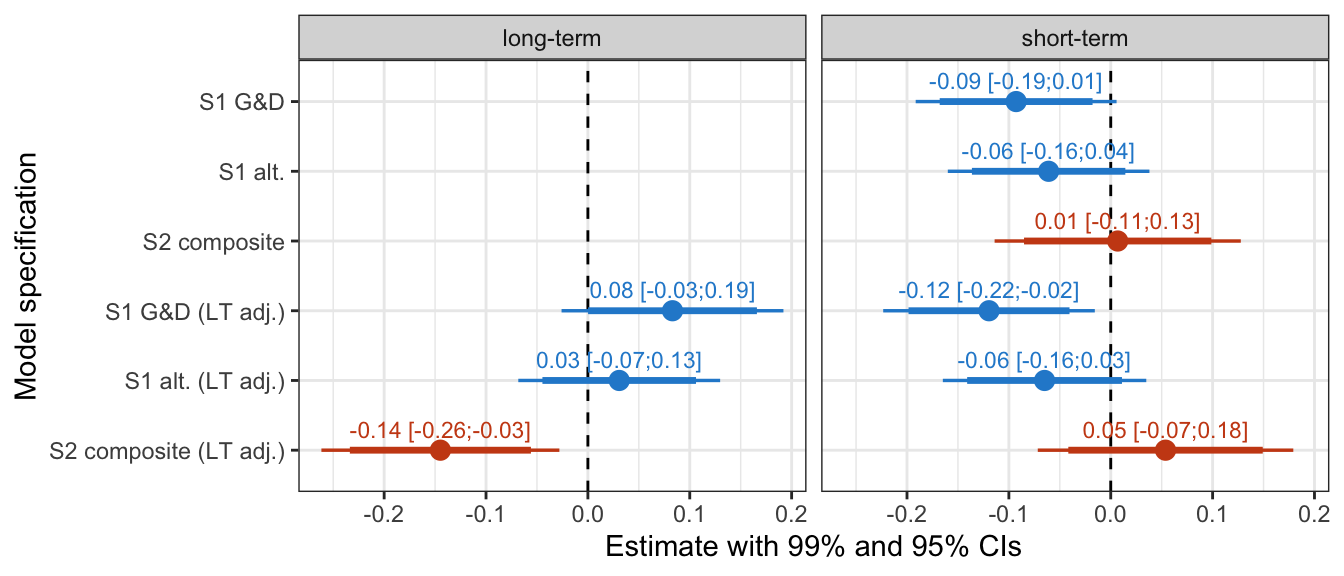 long-term
short-term
Model specification
S1 G&D
-0.09 [-0.19;0.01]
S1 alt.
-0.06 [-0.16;0.04]
S2 composite
0.01 [-0.11;0.13]
S1 G&D (LT adj.)
0.08 [-0.03;0.19]
-0.12 [-0.22;-0.02]
S1 alt. (LT adj.)
0.03 [-0.07;0.13]
-0.06 [-0.16;0.03]
S2 composite (LT adj.)
-0.14 [-0.26;-0.03]
0.05 [-0.07;0.18]
-0.2 -0.1 0.0 0.1 0.2
-0.2 -0.1 0.0 0.1 0.2
Estimate with 99% and 95% CIs